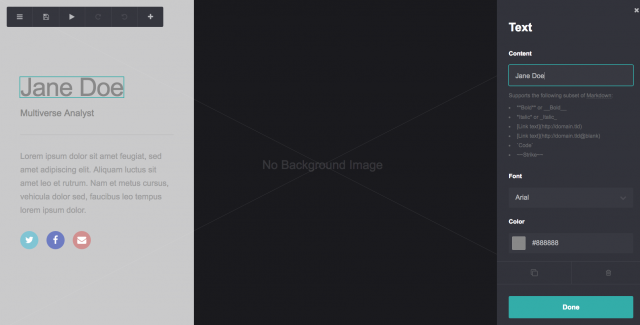 Jane Doe
Multiverse Analyst
Lorem ipsum dolor sit amet feugiat, sed
amet adipiscing elit. Aliquam luctus sit
amet leo et rutrum. Nam et metus cursus,
vehicula dolor sed, faucibus leo tempus
lorem ipsum dolor.
No Background Image
Text
Content
Jane Doe
Supports the following subset of Markdown:
**Bold** or __Bold__
*Italic* or _Italic_
[Link text](http://domain.tld)
[Link text](http://domain.tld||blank)
`Code`
~~Strike~~
Font
Arial
Color
#888888
Done